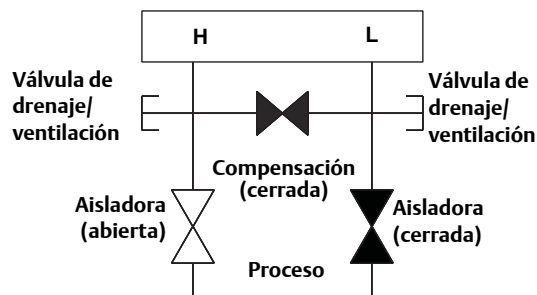 H
L
Válvula de
drenaje/
ventilación
Válvula de
drenaje/
ventilación
Compensación
(cerrada)
Aisladora
(abierta)
Aisladora
(cerrada)
Proceso